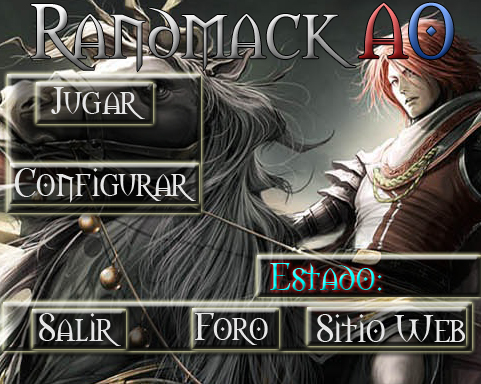 Randmack AO
Jugar
Configurar
Estado:
Salir
Foro
Sitio Web